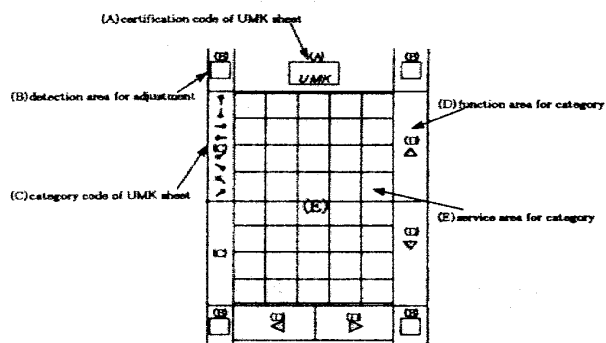 (A)certification code of UMK sheet
(B)
(A)
(B)
UMK
(B)detection area for adjustment
(D)function area for category
(C)category code of UMK sheet
(E)
(E)service area for category
(B)
(B)